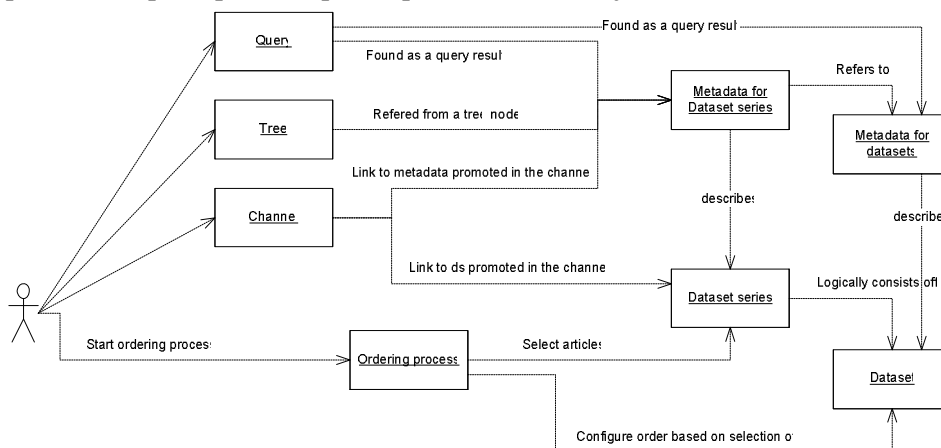 Found as a query resul
Query
Found as a query resul
Refers to
Metadata for
Dataset series
Refered from a tree node
Tree
Metadata for
datasets
Link to metadata promoted in the channe
describes
Channe
describe
Link to ds promoted in the channe
Logically consists off
Dataset series
Start ordering process
Select articles
Ordering process
Dataset
Configure order based on selection o